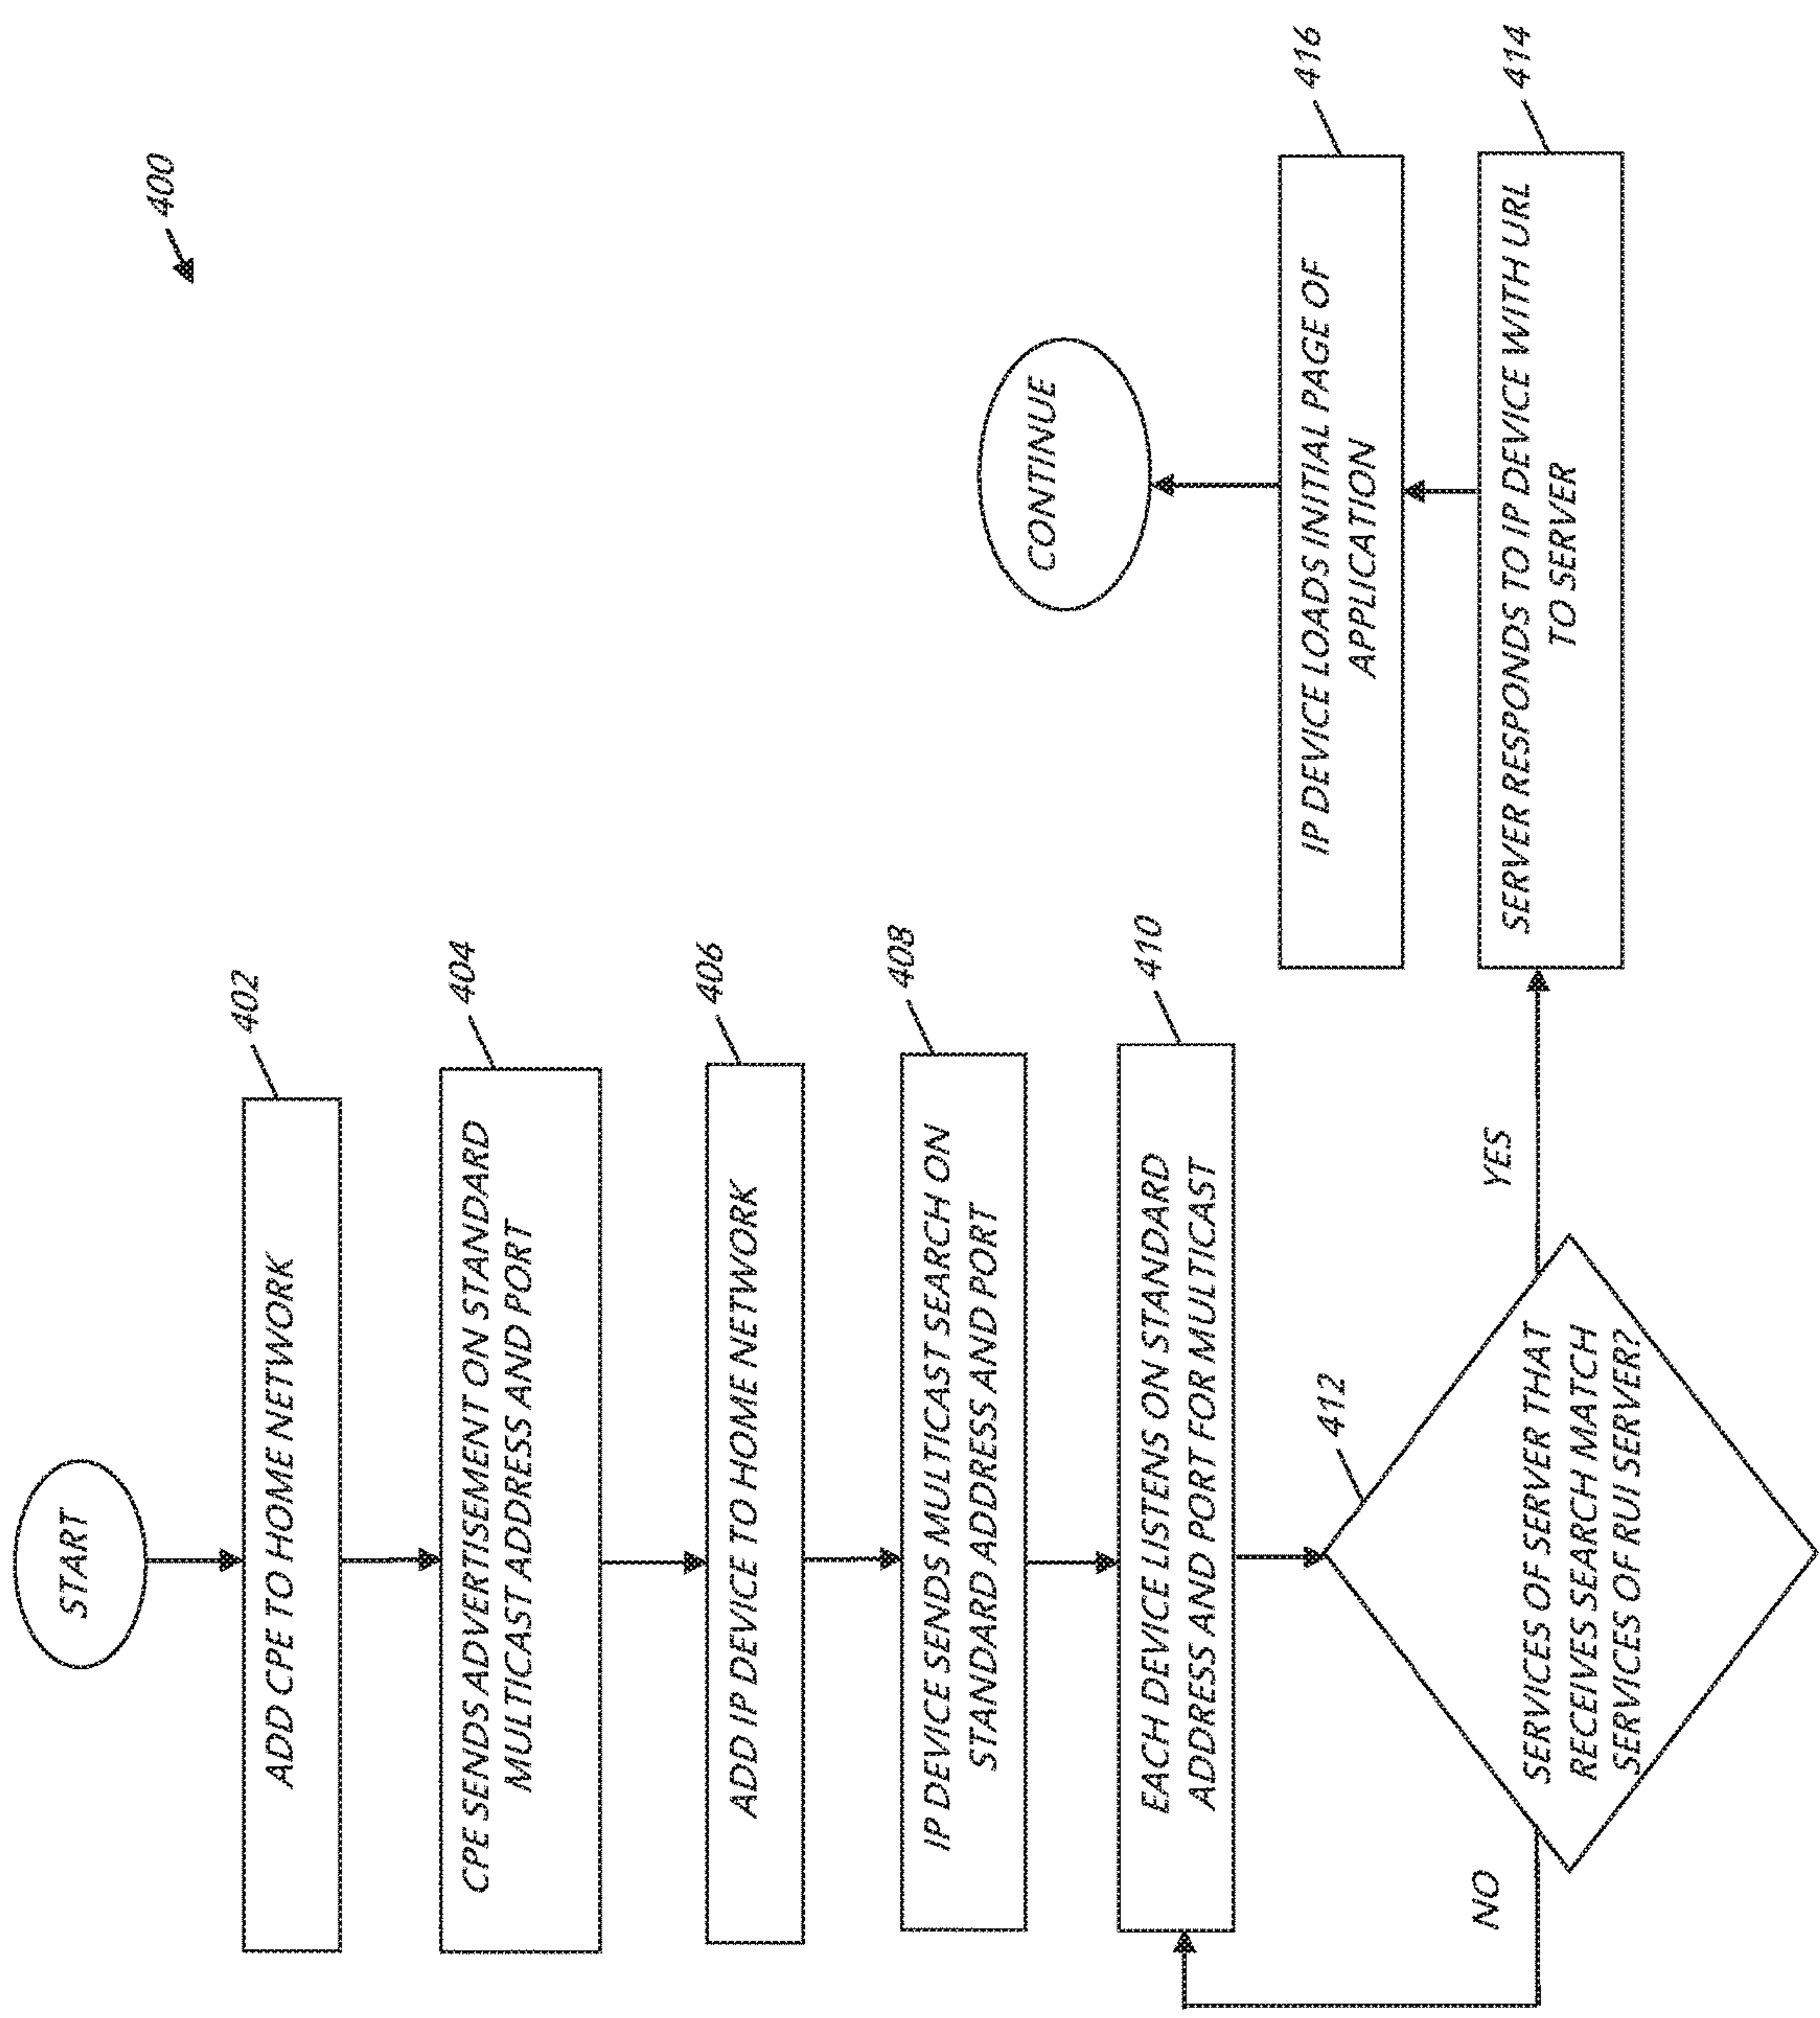 400
START
ADD CPE TO HOME NETWORK
402
CPE SENDS ADVERTISEMENT ON STANDARD
MULTICAST ADDRESS AND PORT
404
ADD IP DEVICE TO HOME NETWORK
406
IP DEVICE SENDS MULTICAST SEARCH ON
STANDARD ADDRESS AND PORT
408
EACH DEVICE LISTENS ON STANDARD
ADDRESS AND PORT FOR MULTICAST
410
412
SERVICES OF SERVER THAT
RECEIVES SEARCH MATCH
SERVICES OF RUI SERVER?
NO
YES
SERVER RESPONDS TO IP DEVICE WITH URL
TO SERVER
414
IP DEVICE LOADS INITIAL PAGE OF
APPLICATION
416
CONTINUE